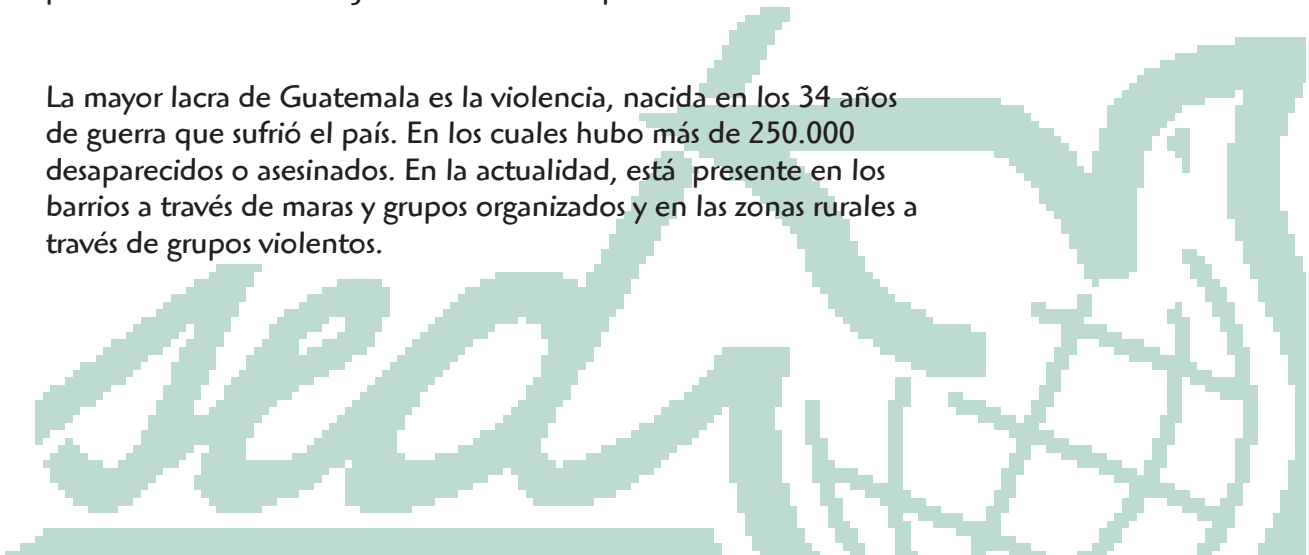 La mayor lacra de Guatemala es la violencia, nacida en los 34 años
de guerra que sufrió el país. En los cuales hubo más de 250.000
desaparecidos o asesinados. En la actualidad, está  presente en los
barrios a través de maras y grupos organizados y en las zonas rurales a
través de grupos violentos.
sed